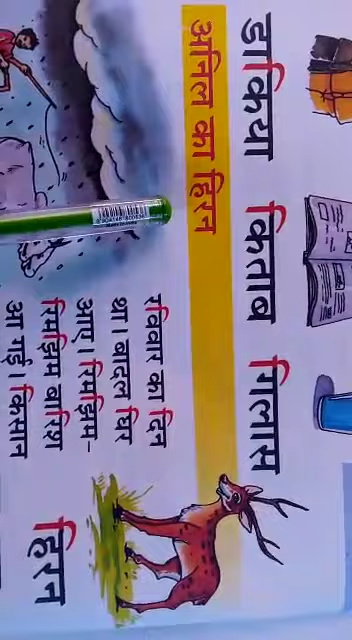 डाकिया किताब गिलास
अनिल का हिरन
रविवार का दिन
था। बादल घिर
आए। रिमझिम-
रिमझिम बारिश
आ गई। किसान
हिरन